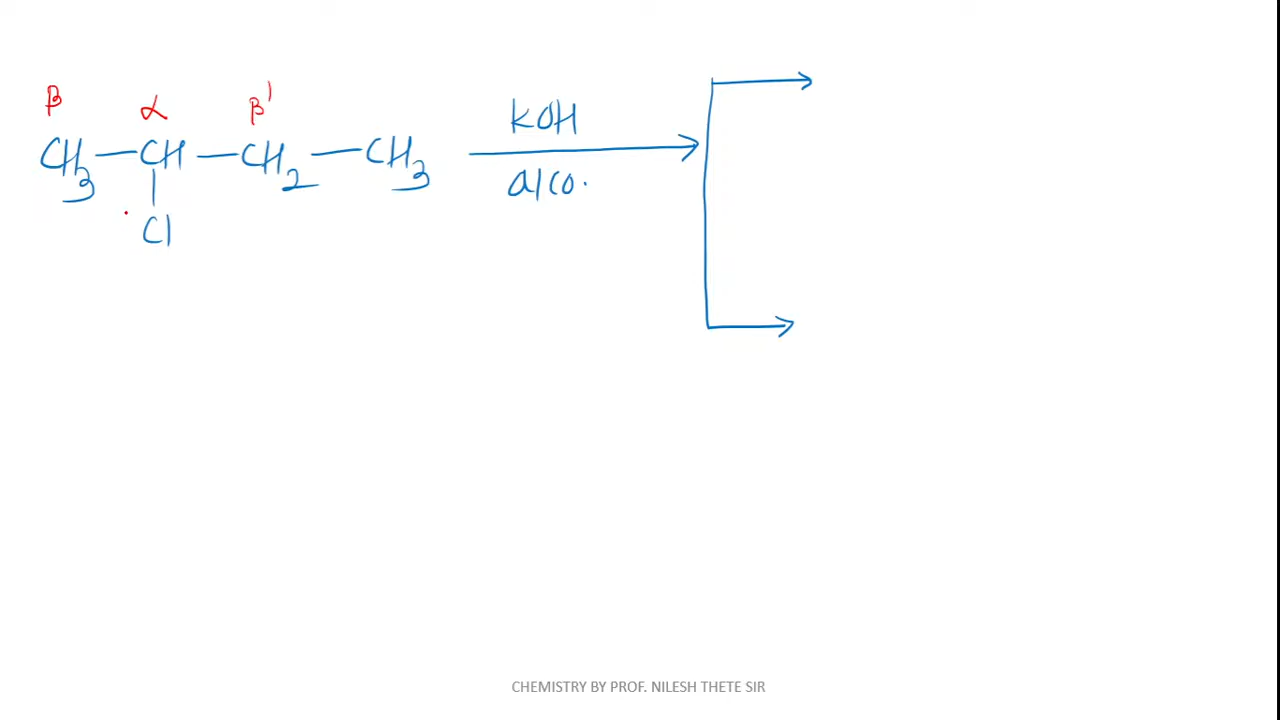 β α β'
CH3 — CH — CH2 — CH3 KOH
alco.
Cl
CHEMISTRY BY PROF. NILESH THETE SIR